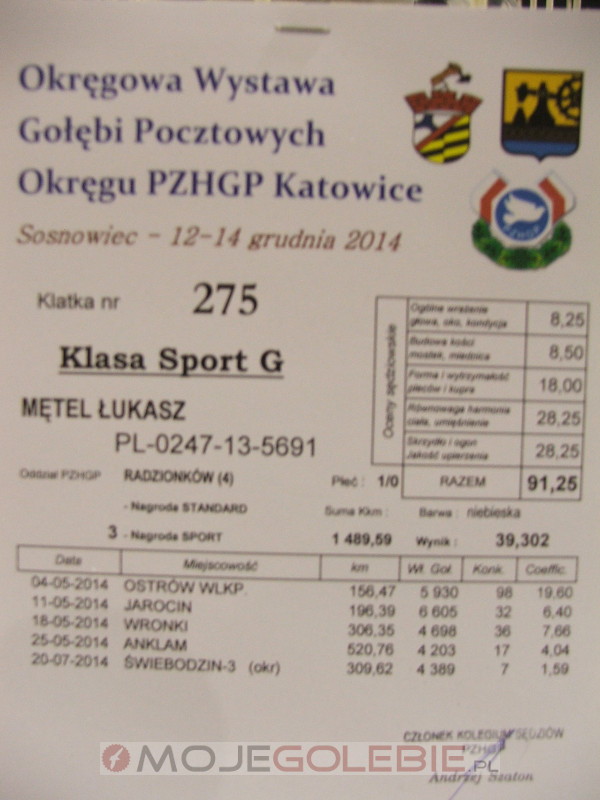 Okręgowa Wystawa
Gołębi Pocztowych
Okręgu PZHGP Katowice
PZHGP
Sosnowiec - 12-14 grudnia 2014
Klatka nr 275
Klasa Sport G
MĘTEL ŁUKASZ
PL-0247-13-5691
Oddział PZHGP RADZIONKÓW (4)
Płeć : 1/0
Oceny sędziowskie
Ogólne wrażenie głowa, oko, kondycja 8,25
Budowa kości mostek, miednica 8,50
Forma i wytrzymałość pleców i kupra 18,00
Równowaga harmonia ciała, umięśnienie 28,25
Skrzydło i ogon Jakość upierzenia 28,25
RAZEM 91,25
- Nagroda STANDARD
Suma Kkm : Barwa : niebieska
3 - Nagroda SPORT 1 489,59 Wynik : 39,302
Data Miejscowość km Wł. Goł. Konk. Coeffic.
04-05-2014 OSTRÓW WLKP. 156,47 5 930 98 19,60
11-05-2014 JAROCIN 196,39 6 605 32 6,40
18-05-2014 WRONKI 306,35 4 698 36 7,66
25-05-2014 ANKLAM 520,76 4 203 17 4,04
20-07-2014 ŚWIEBODZIN-3 (okr) 309,62 4 389 7 1,59
CZŁONEK KOLEGIUM SĘDZIÓW
PZHGP
MOJEGOLEBIE.PL
Andrzej Szaton